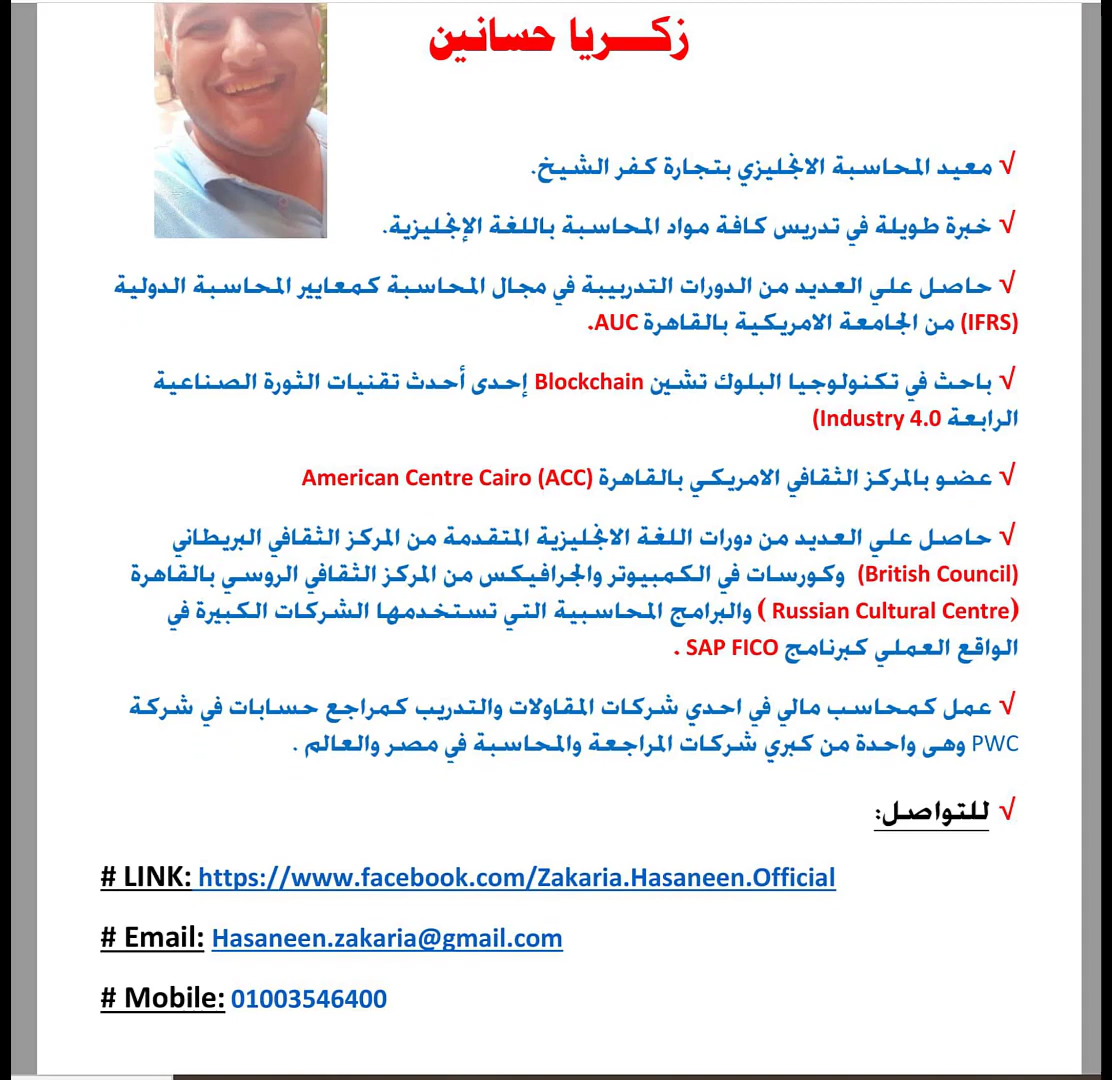 زكـــريا حسانين
√ معيد المحاسبة الانجليزي بتجارة كفر الشيخ.
√ خبرة طويلة في تدريس كافة مواد المحاسبة باللغة الإنجليزية.
√ حاصل علي العديد من الدورات التدريبية في مجال المحاسبة كمعايير المحاسبة الدولية
(IFRS) من الجامعة الامريكية بالقاهرة AUC.
√ باحث في تكنولوجيا البلوك تشين Blockchain إحدى أحدث تقنيات الثورة الصناعية
الرابعة Industry 4.0)
√ عضو بالمركز الثقافي الامريكي بالقاهرة American Centre Cairo (ACC)
√ حاصل علي العديد من دورات اللغة الانجليزية المتقدمة من المركز الثقافي البريطاني
(British Council) وكورسات في الكمبيوتر والجرافيكس من المركز الثقافي الروسي بالقاهرة
(Russian Cultural Centre ) والبرامج المحاسبية التي تستخدمها الشركات الكبيرة في
الواقع العملي كبرنامج SAP FICO .
√ عمل كمحاسب مالي في احدي شركات المقاولات والتدريب كمراجع حسابات في شركة
PWC وهى واحدة من كبري شركات المراجعة والمحاسبة في مصر والعالم .
√ للتواصل:
# LINK: https://www.facebook.com/Zakaria.Hasaneen.Official
# Email: Hasaneen.zakaria@gmail.com
# Mobile: 01003546400